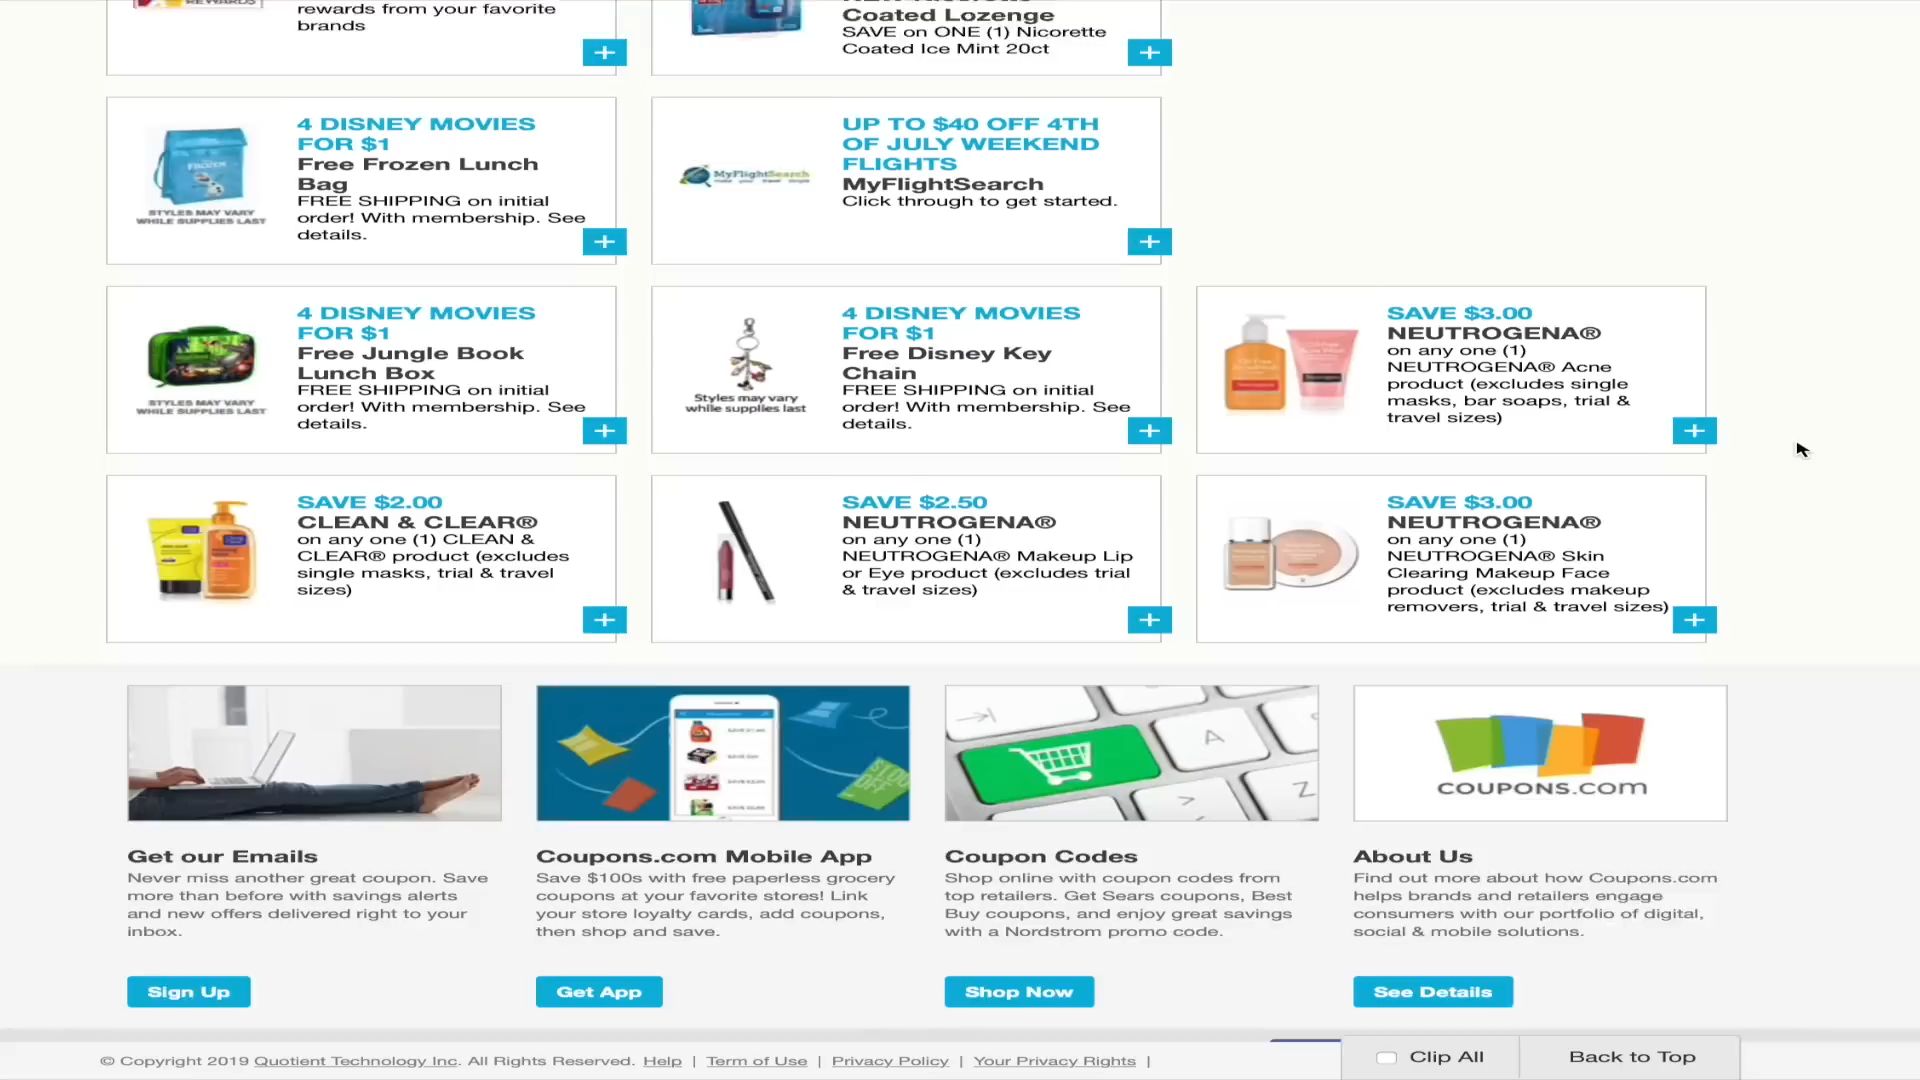 REWARDS
rewards from your favorite
brands
Coated Lozenge
SAVE on ONE (1) Nicorette
Coated Ice Mint 20ct
FROZEN
STYLES MAY VARY
WHILE SUPPLIES LAST
4 DISNEY MOVIES
FOR $1
Free Frozen Lunch
Bag
FREE SHIPPING on initial
order! With membership. See
details.
MyFlightSearch
UP TO $40 OFF 4TH
OF JULY WEEKEND
FLIGHTS
MyFlightSearch
Click through to get started.
STYLES MAY VARY
WHILE SUPPLIES LAST
4 DISNEY MOVIES
FOR $1
Free Jungle Book
Lunch Box
FREE SHIPPING on initial
order! With membership. See
details.
Styles may vary
while supplies last
4 DISNEY MOVIES
FOR $1
Free Disney Key
Chain
FREE SHIPPING on initial
order! With membership. See
details.
SAVE $3.00
NEUTROGENA®
on any one (1)
NEUTROGENA® Acne
product (excludes single
masks, bar soaps, trial &
travel sizes)
SAVE $2.00
CLEAN & CLEAR®
on any one (1) CLEAN &
CLEAR® product (excludes
single masks, trial & travel
sizes)
SAVE $2.50
NEUTROGENA®
on any one (1)
NEUTROGENA® Makeup Lip
or Eye product (excludes trial
& travel sizes)
SAVE $3.00
NEUTROGENA®
on any one (1)
NEUTROGENA® Skin
Clearing Makeup Face
product (excludes makeup
removers, trial & travel sizes)
A
Z
COUPONS.com
Get our Emails
Never miss another great coupon. Save
more than before with savings alerts
and new offers delivered right to your
inbox.
Sign Up
Coupons.com Mobile App
Save $100s with free paperless grocery
coupons at your favorite stores! Link
your store loyalty cards, add coupons,
then shop and save.
Get App
Coupon Codes
Shop online with coupon codes from
top retailers. Get Sears coupons, Best
Buy coupons, and enjoy great savings
with a Nordstrom promo code.
Shop Now
About Us
Find out more about how Coupons.com
helps brands and retailers engage
consumers with our portfolio of digital,
social & mobile solutions.
See Details
© Copyright 2019 Quotient Technology Inc. All Rights Reserved. Help | Term of Use | Privacy Policy | Your Privacy Rights |
Clip All
Back to Top